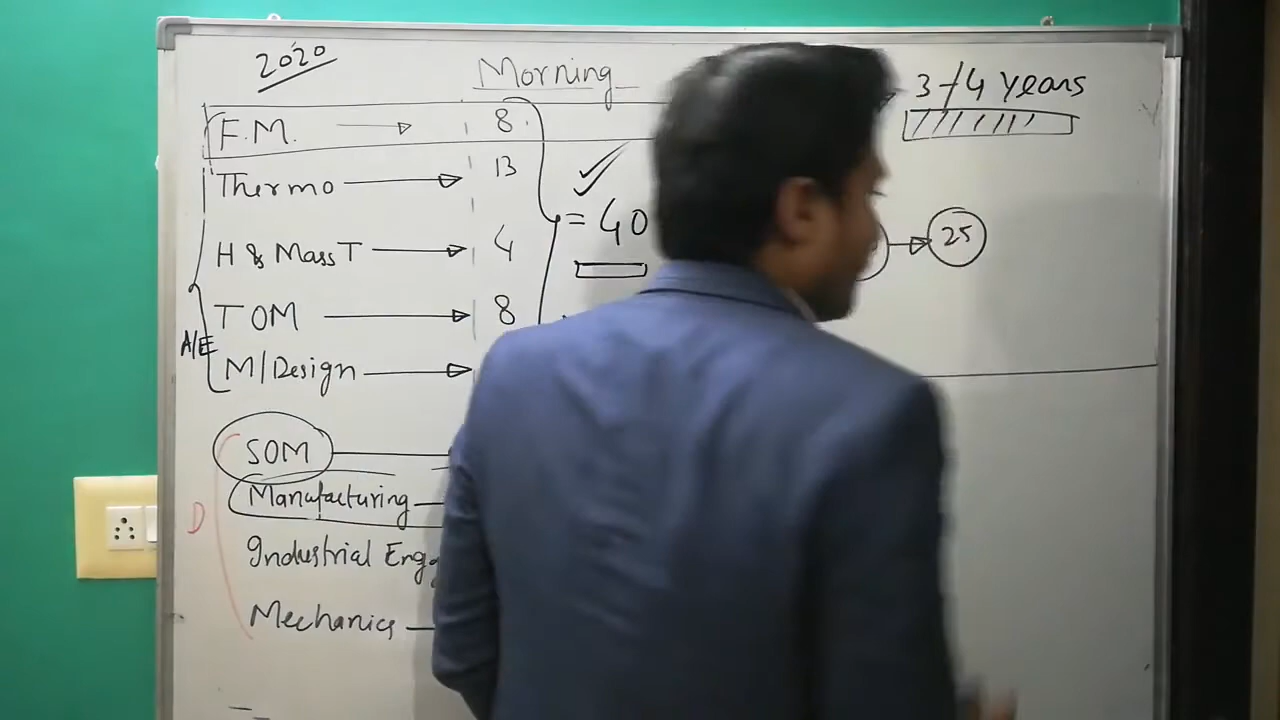 2020
Morning
3/4 Years
F.M. 8
Thermo 13
= 40
H & Mass T 4
25
TOM 8
A/E
M/Design
SOM
Manufacturing
D
Industrial Eng
Mechanics